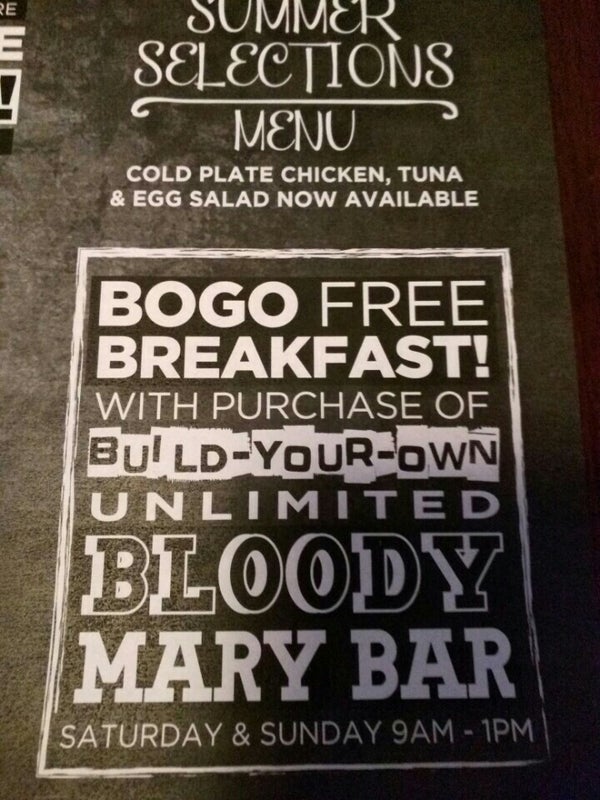 RE
E
!
SUMMER
SELECTIONS
MENU
COLD PLATE CHICKEN, TUNA
& EGG SALAD NOW AVAILABLE
BOGO FREE
BREAKFAST!
WITH PURCHASE OF
BUILD-YOUR-OWN
UNLIMITED
BLOODY
MARY BAR
SATURDAY & SUNDAY 9AM - 1PM